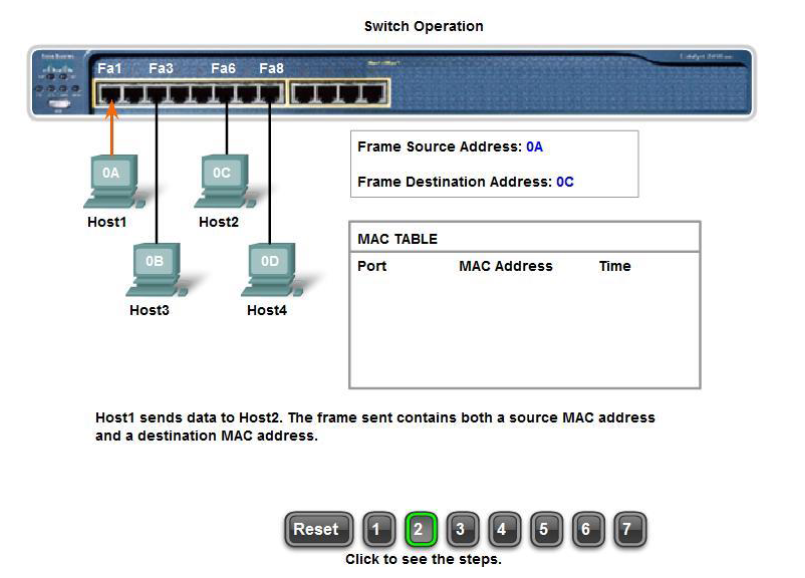 Switch Operation
Fa1 Fa3 Fa6 Fa8
Frame Source Address: 0A
Frame Destination Address: 0C
0A
0C
Host1
Host2
0B
0D
Host3
Host4
MAC TABLE
Port MAC Address Time
Host1 sends data to Host2. The frame sent contains both a source MAC address
and a destination MAC address.
Reset 1 2 3 4 5 6 7
Click to see the steps.